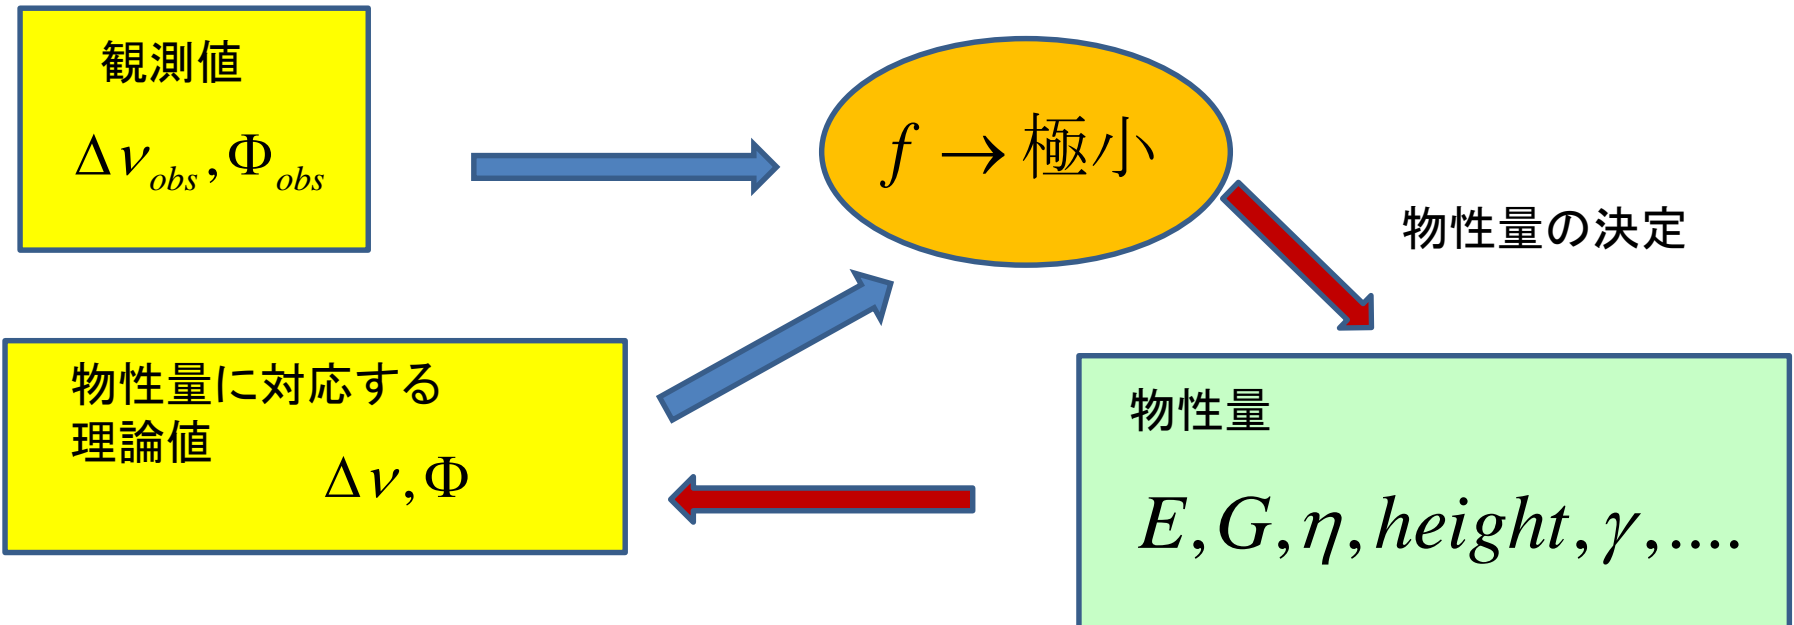 観測値
Δν_obs, Φ_obs
f → 極小
物性量の決定
物性量に対応する
理論値
Δν, Φ
物性量
E, G, η, height, γ, ....